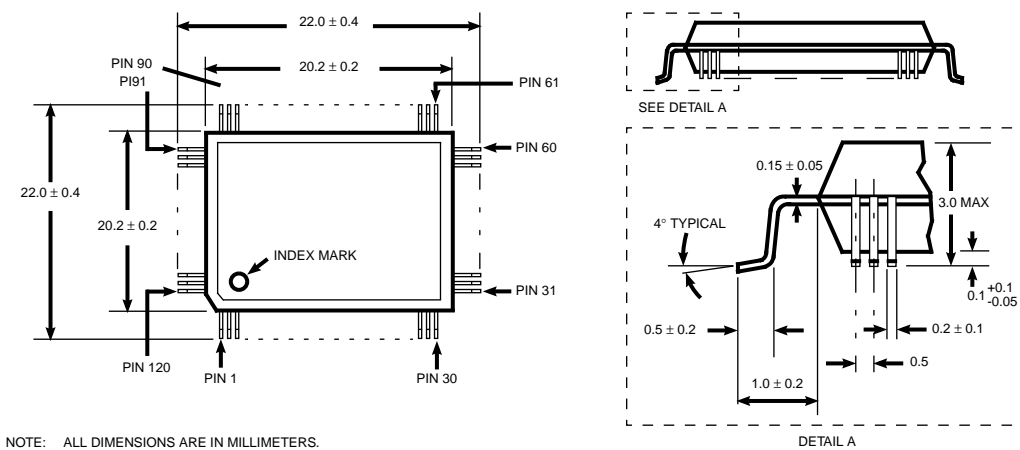 22.0 ± 0.4
20.2 ± 0.2
PIN 90
PI91
PIN 61
PIN 60
22.0 ± 0.4
20.2 ± 0.2
INDEX MARK
PIN 31
PIN 120
PIN 1
PIN 30
SEE DETAIL A
0.15 ± 0.05
3.0 MAX
4° TYPICAL
0.1 +0.1
-0.05
0.5 ± 0.2
0.2 ± 0.1
0.5
1.0 ± 0.2
DETAIL A
NOTE: ALL DIMENSIONS ARE IN MILLIMETERS.